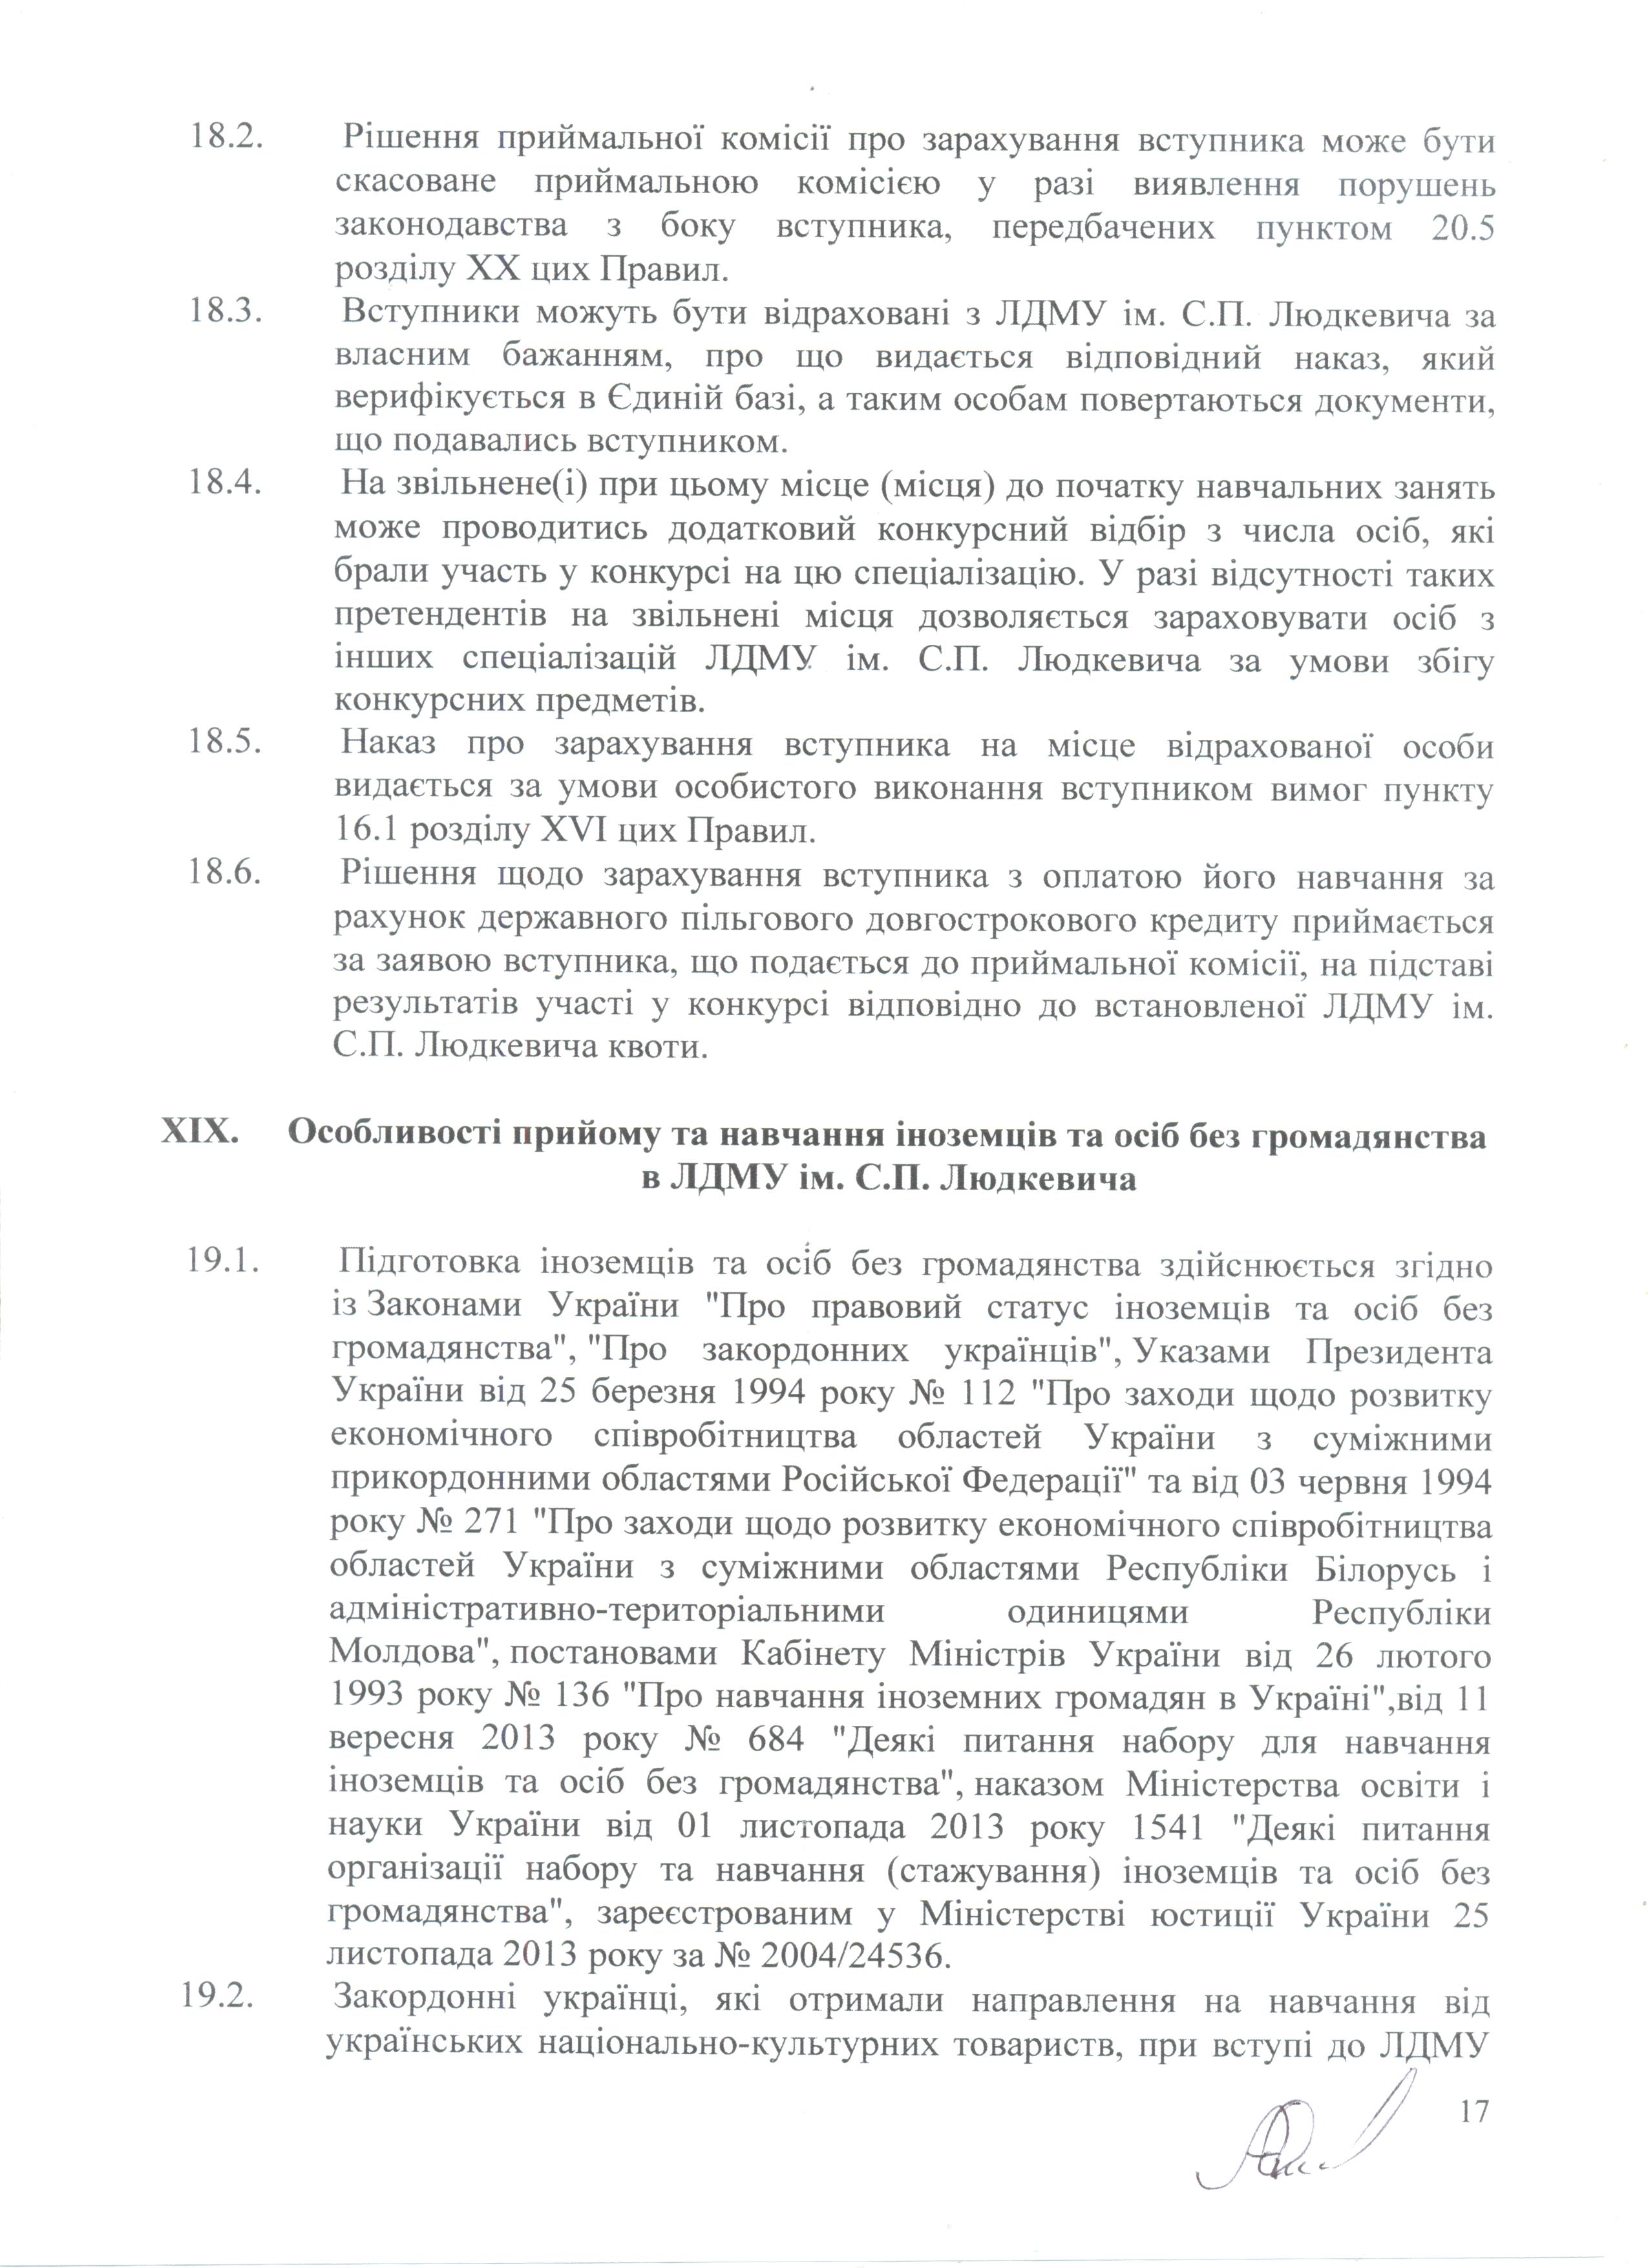 18.2. Рішення приймальної комісії про зарахування вступника може бути
скасоване приймальною комісією у разі виявлення порушень
законодавства з боку вступника, передбачених пунктом 20.5
розділу XX цих Правил.
18.3. Вступники можуть бути відраховані з ЛДМУ ім. С.П. Людкевича за
власним бажанням, про що видається відповідний наказ, який
верифікується в Єдиній базі, а таким особам повертаються документи,
що подавались вступником.
18.4. На звільнене(і) при цьому місце (місця) до початку навчальних занять
може проводитись додатковий конкурсний відбір з числа осіб, які
брали участь у конкурсі на цю спеціалізацію. У разі відсутності таких
претендентів на звільнені місця дозволяється зараховувати осіб з
інших спеціалізацій ЛДМУ ім. С.П. Людкевича за умови збігу
конкурсних предметів.
18.5. Наказ про зарахування вступника на місце відрахованої особи
видається за умови особистого виконання вступником вимог пункту
16.1 розділу XVI цих Правил.
18.6. Рішення щодо зарахування вступника з оплатою його навчання за
рахунок державного пільгового довгострокового кредиту приймається
за заявою вступника, що подається до приймальної комісії, на підставі
результатів участі у конкурсі відповідно до встановленої ЛДМУ ім.
С.П. Людкевича квоти.
XIX. Особливості прийому та навчання іноземців та осіб без громадянства
в ЛДМУ ім. С.П. Людкевича
19.1. Підготовка іноземців та осіб без громадянства здійснюється згідно
із Законами України "Про правовий статус іноземців та осіб без
громадянства", "Про закордонних українців", Указами Президента
України від 25 березня 1994 року № 112 "Про заходи щодо розвитку
економічного співробітництва областей України з суміжними
прикордонними областями Російської Федерації" та від 03 червня 1994
року № 271 "Про заходи щодо розвитку економічного співробітництва
областей України з суміжними областями Республіки Білорусь і
адміністративно-територіальними одиницями Республіки
Молдова", постановами Кабінету Міністрів України від 26 лютого
1993 року № 136 "Про навчання іноземних громадян в Україні",від 11
вересня 2013 року № 684 "Деякі питання набору для навчання
іноземців та осіб без громадянства", наказом Міністерства освіти і
науки України від 01 листопада 2013 року 1541 "Деякі питання
організації набору та навчання (стажування) іноземців та осіб без
громадянства", зареєстрованим у Міністерстві юстиції України 25
листопада 2013 року за № 2004/24536.
19.2. Закордонні українці, які отримали направлення на навчання від
українських національно-культурних товариств, при вступі до ЛДМУ
17